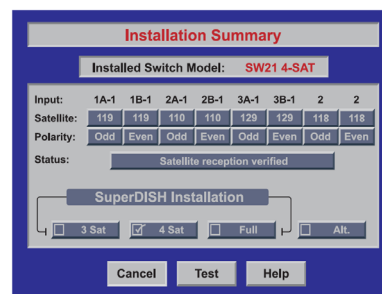 Installation Summary
Installed Switch Model: SW21 4-SAT
Input: 1A-1 1B-1 2A-1 2B-1 3A-1 3B-1 2 2
Satellite: 119 119 110 110 129 129 118 118
Polarity: Odd Even Odd Even Odd Even Odd Even
Status: Satellite reception verified
SuperDISH Installation
3 Sat 4 Sat Full Alt.
Cancel Test Help